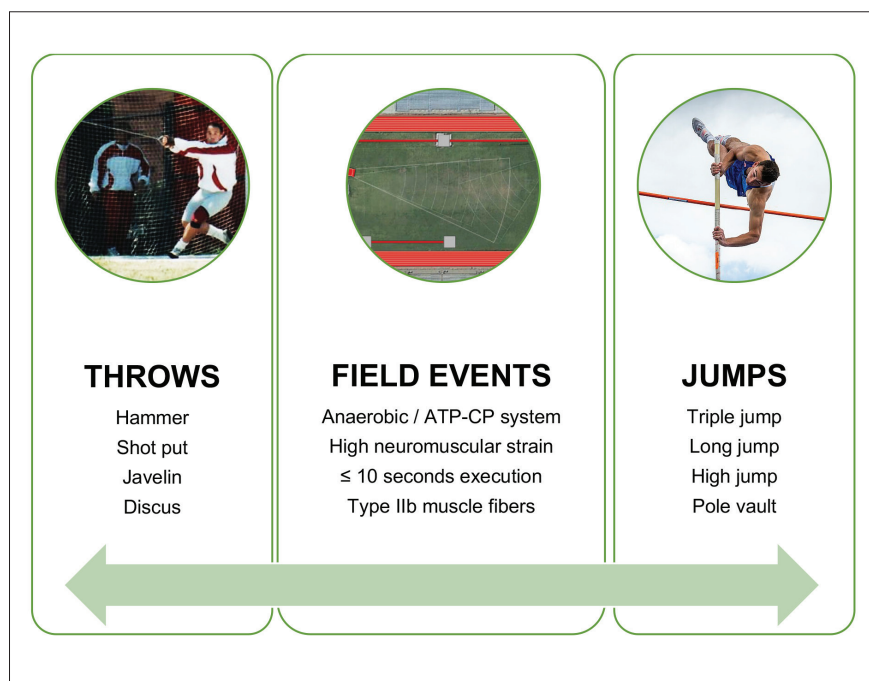 THROWS
Hammer
Shot put
Javelin
Discus
FIELD EVENTS
Anaerobic / ATP-CP system
High neuromuscular strain
≤ 10 seconds execution
Type IIb muscle fibers
JUMPS
Triple jump
Long jump
High jump
Pole vault